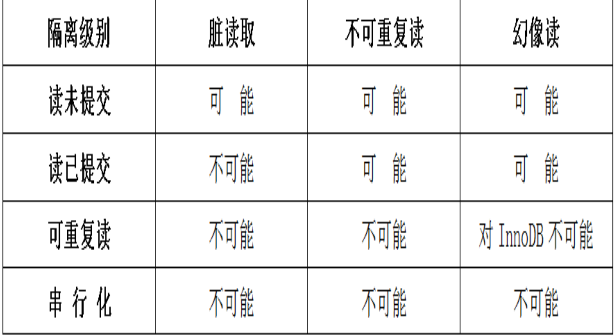 隔离级别 脏读取 不可重复读 幻像读
读未提交 可 能 可 能 可 能
读已提交 不可能 可 能 可 能
可重复读 不可能 不可能 对 InnoDB 不可能
串 行 化 不可能 不可能 不可能